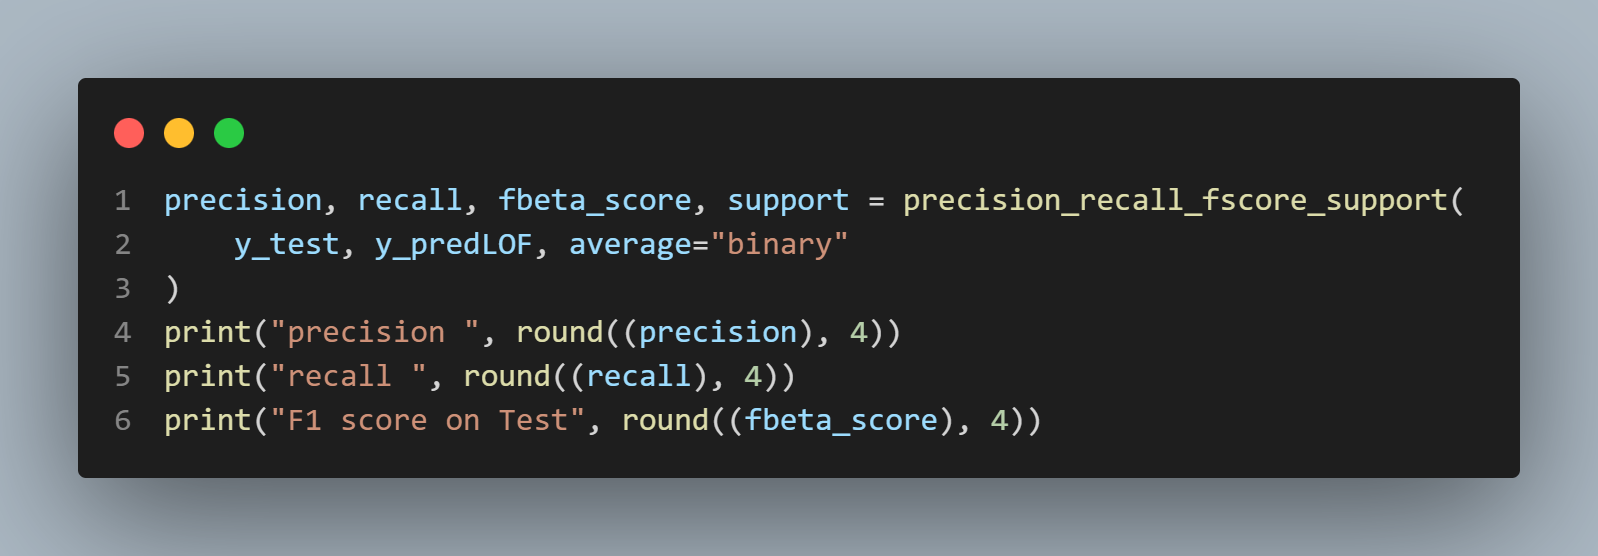 1 precision, recall, fbeta_score, support = precision_recall_fscore_support(
2     y_test, y_predLOF, average="binary"
3 )
4 print("precision ", round((precision), 4))
5 print("recall ", round((recall), 4))
6 print("F1 score on Test", round((fbeta_score), 4))